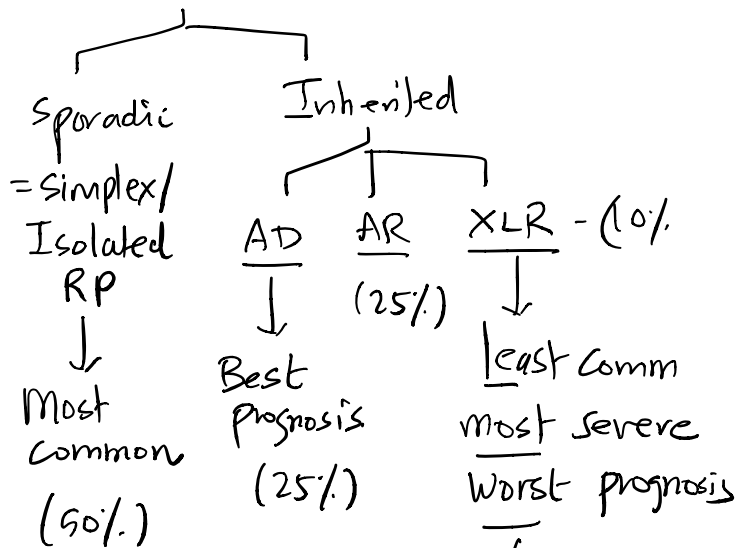 Sporadic
= simplex/
Isolated
RP
Most
common
(50%)
Inherited
AD
Best
prognosis
(25%)
AR
(25%)
XLR - (10%
least comm
most severe
Worst prognosis